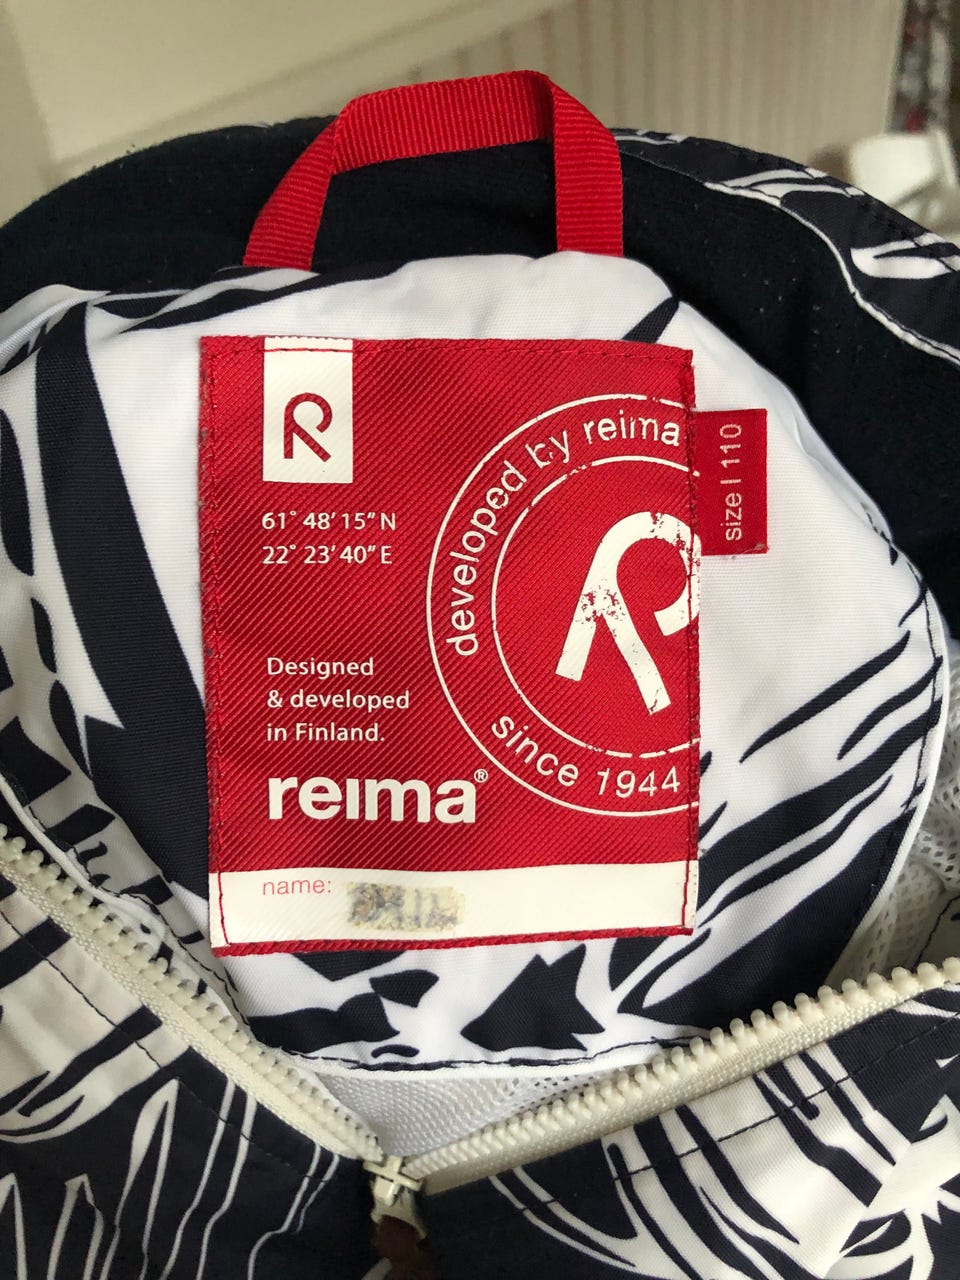 R
61° 48' 15" N
22° 23' 40" E
Designed
& developed
in Finland.
reima®
name:
developed by reima
since 1944
R
size | 110